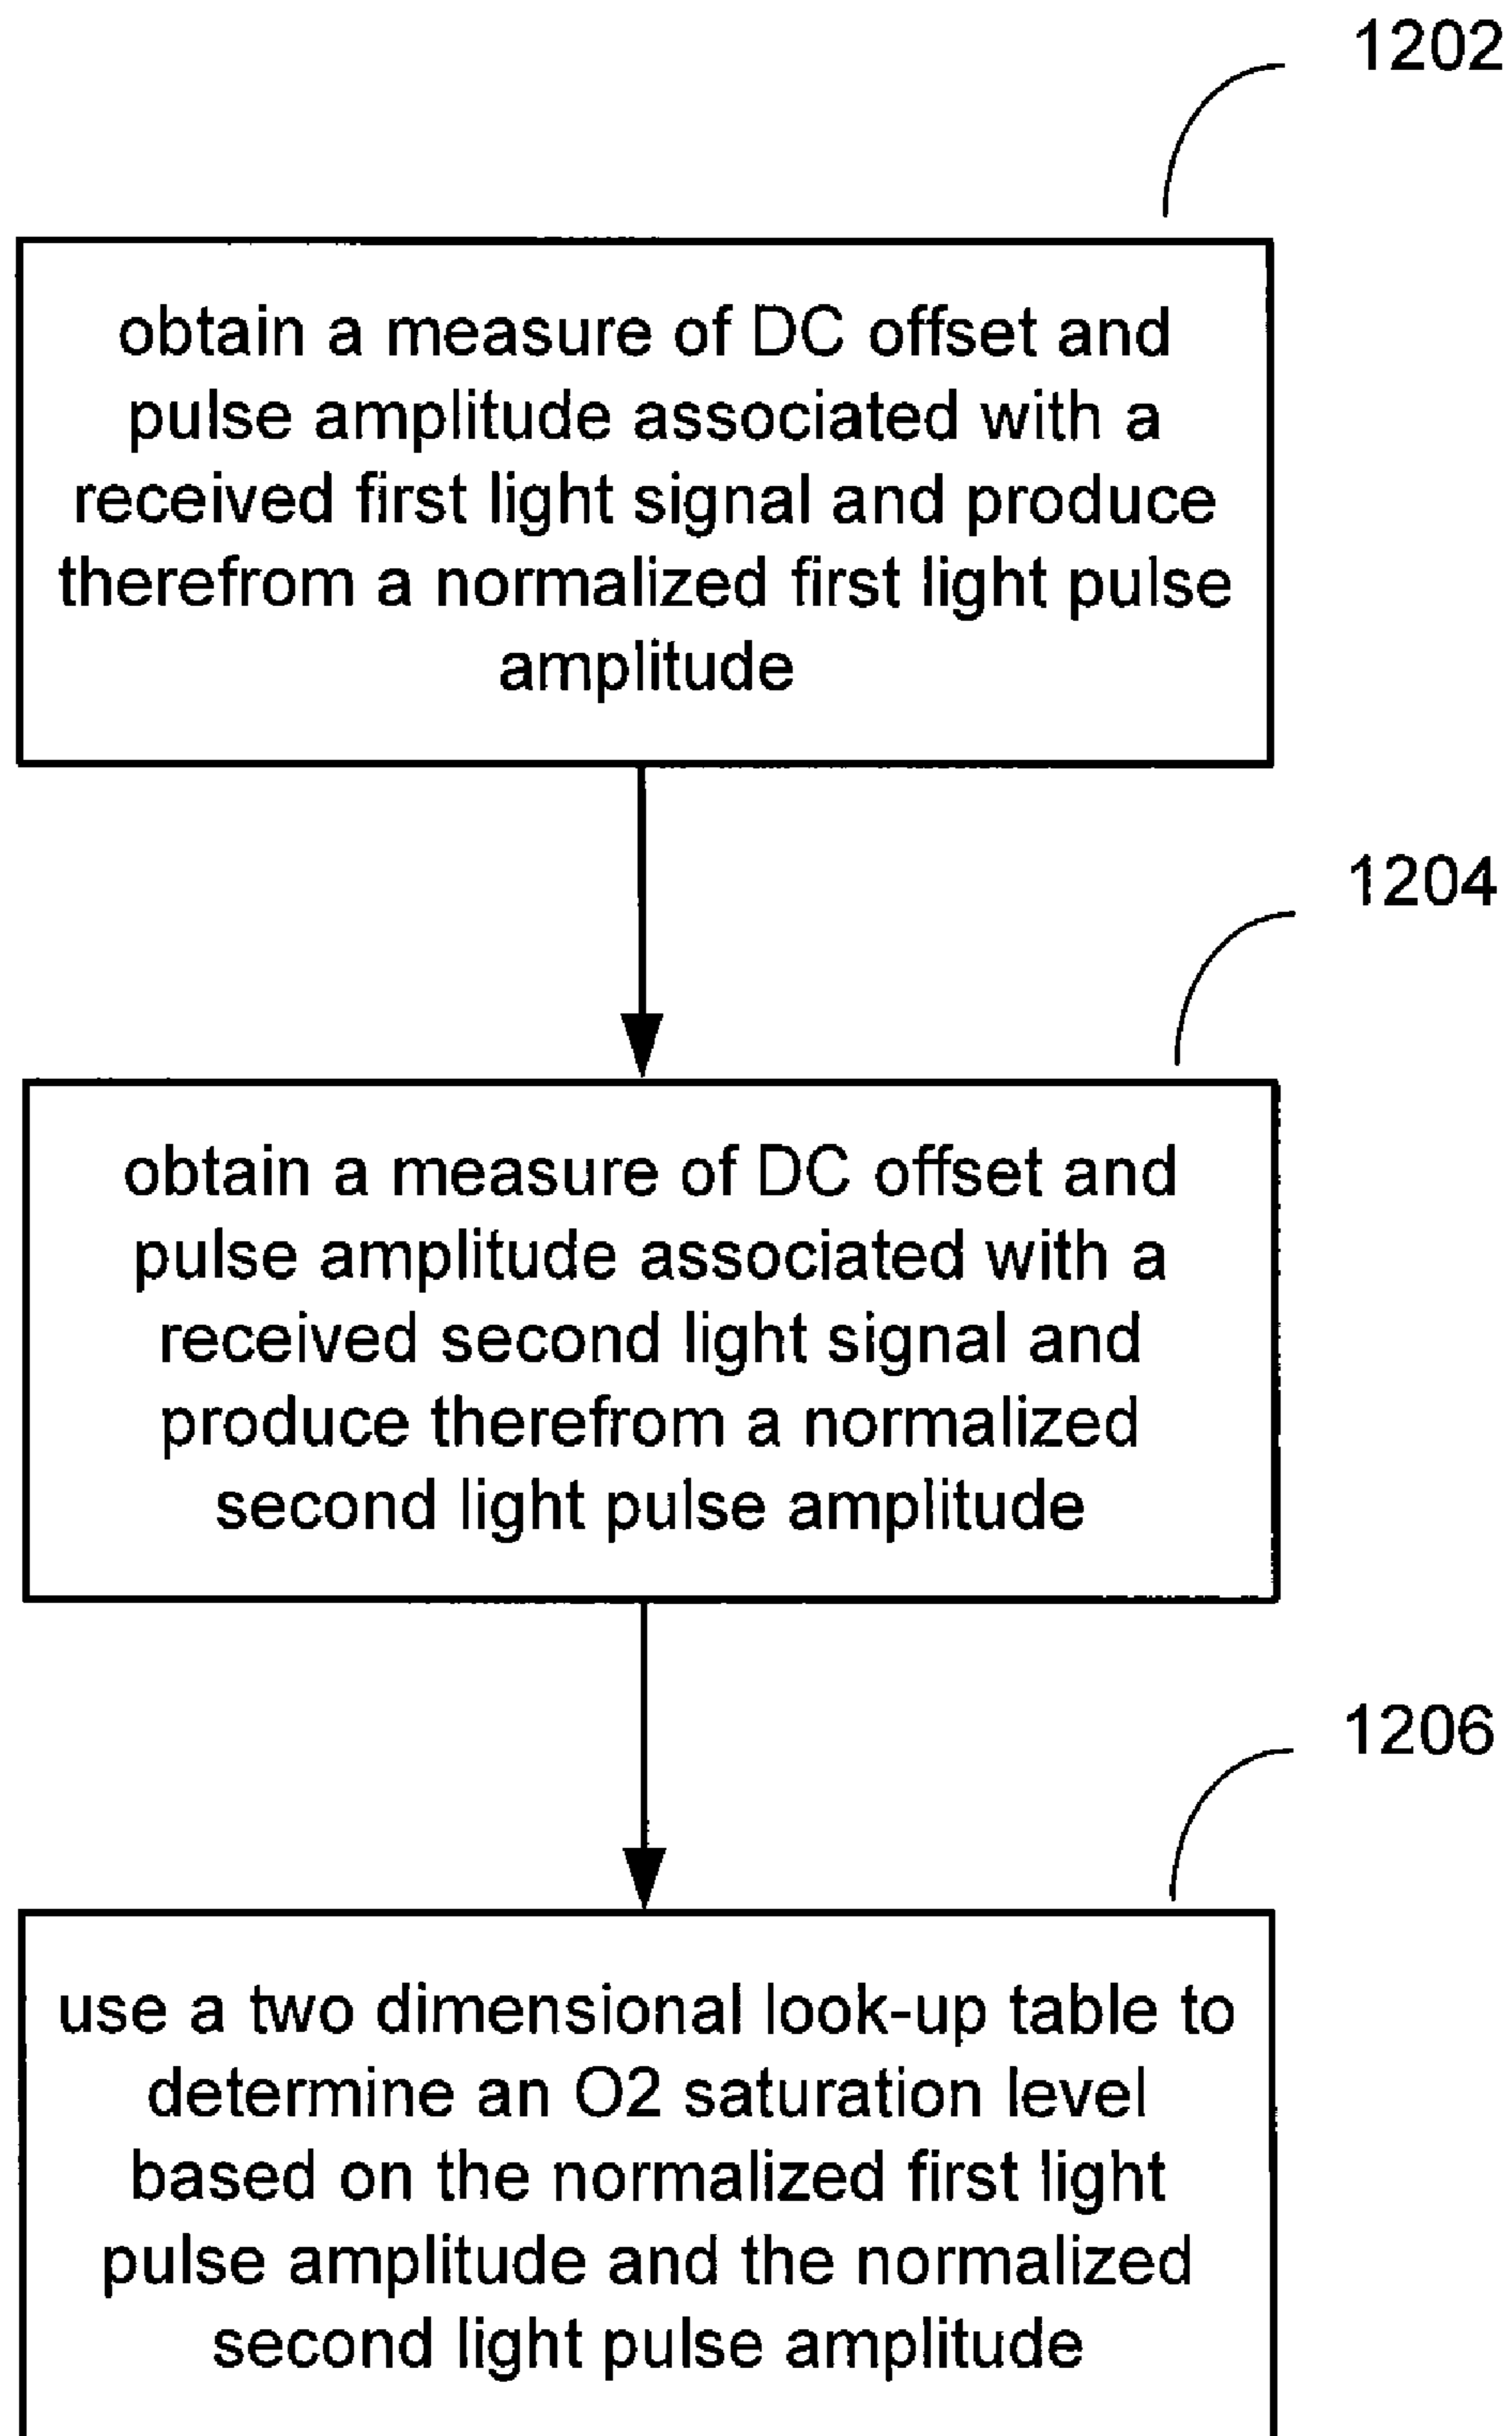 1202
obtain a measure of DC offset and
pulse amplitude associated with a
received first light signal and produce
therefrom a normalized first light pulse
amplitude
1204
obtain a measure of DC offset and
pulse amplitude associated with a
received second light signal and
produce therefrom a normalized
second light pulse amplitude
1206
use a two dimensional look-up table to
determine an O2 saturation level
based on the normalized first light
pulse amplitude and the normalized
second light pulse amplitude